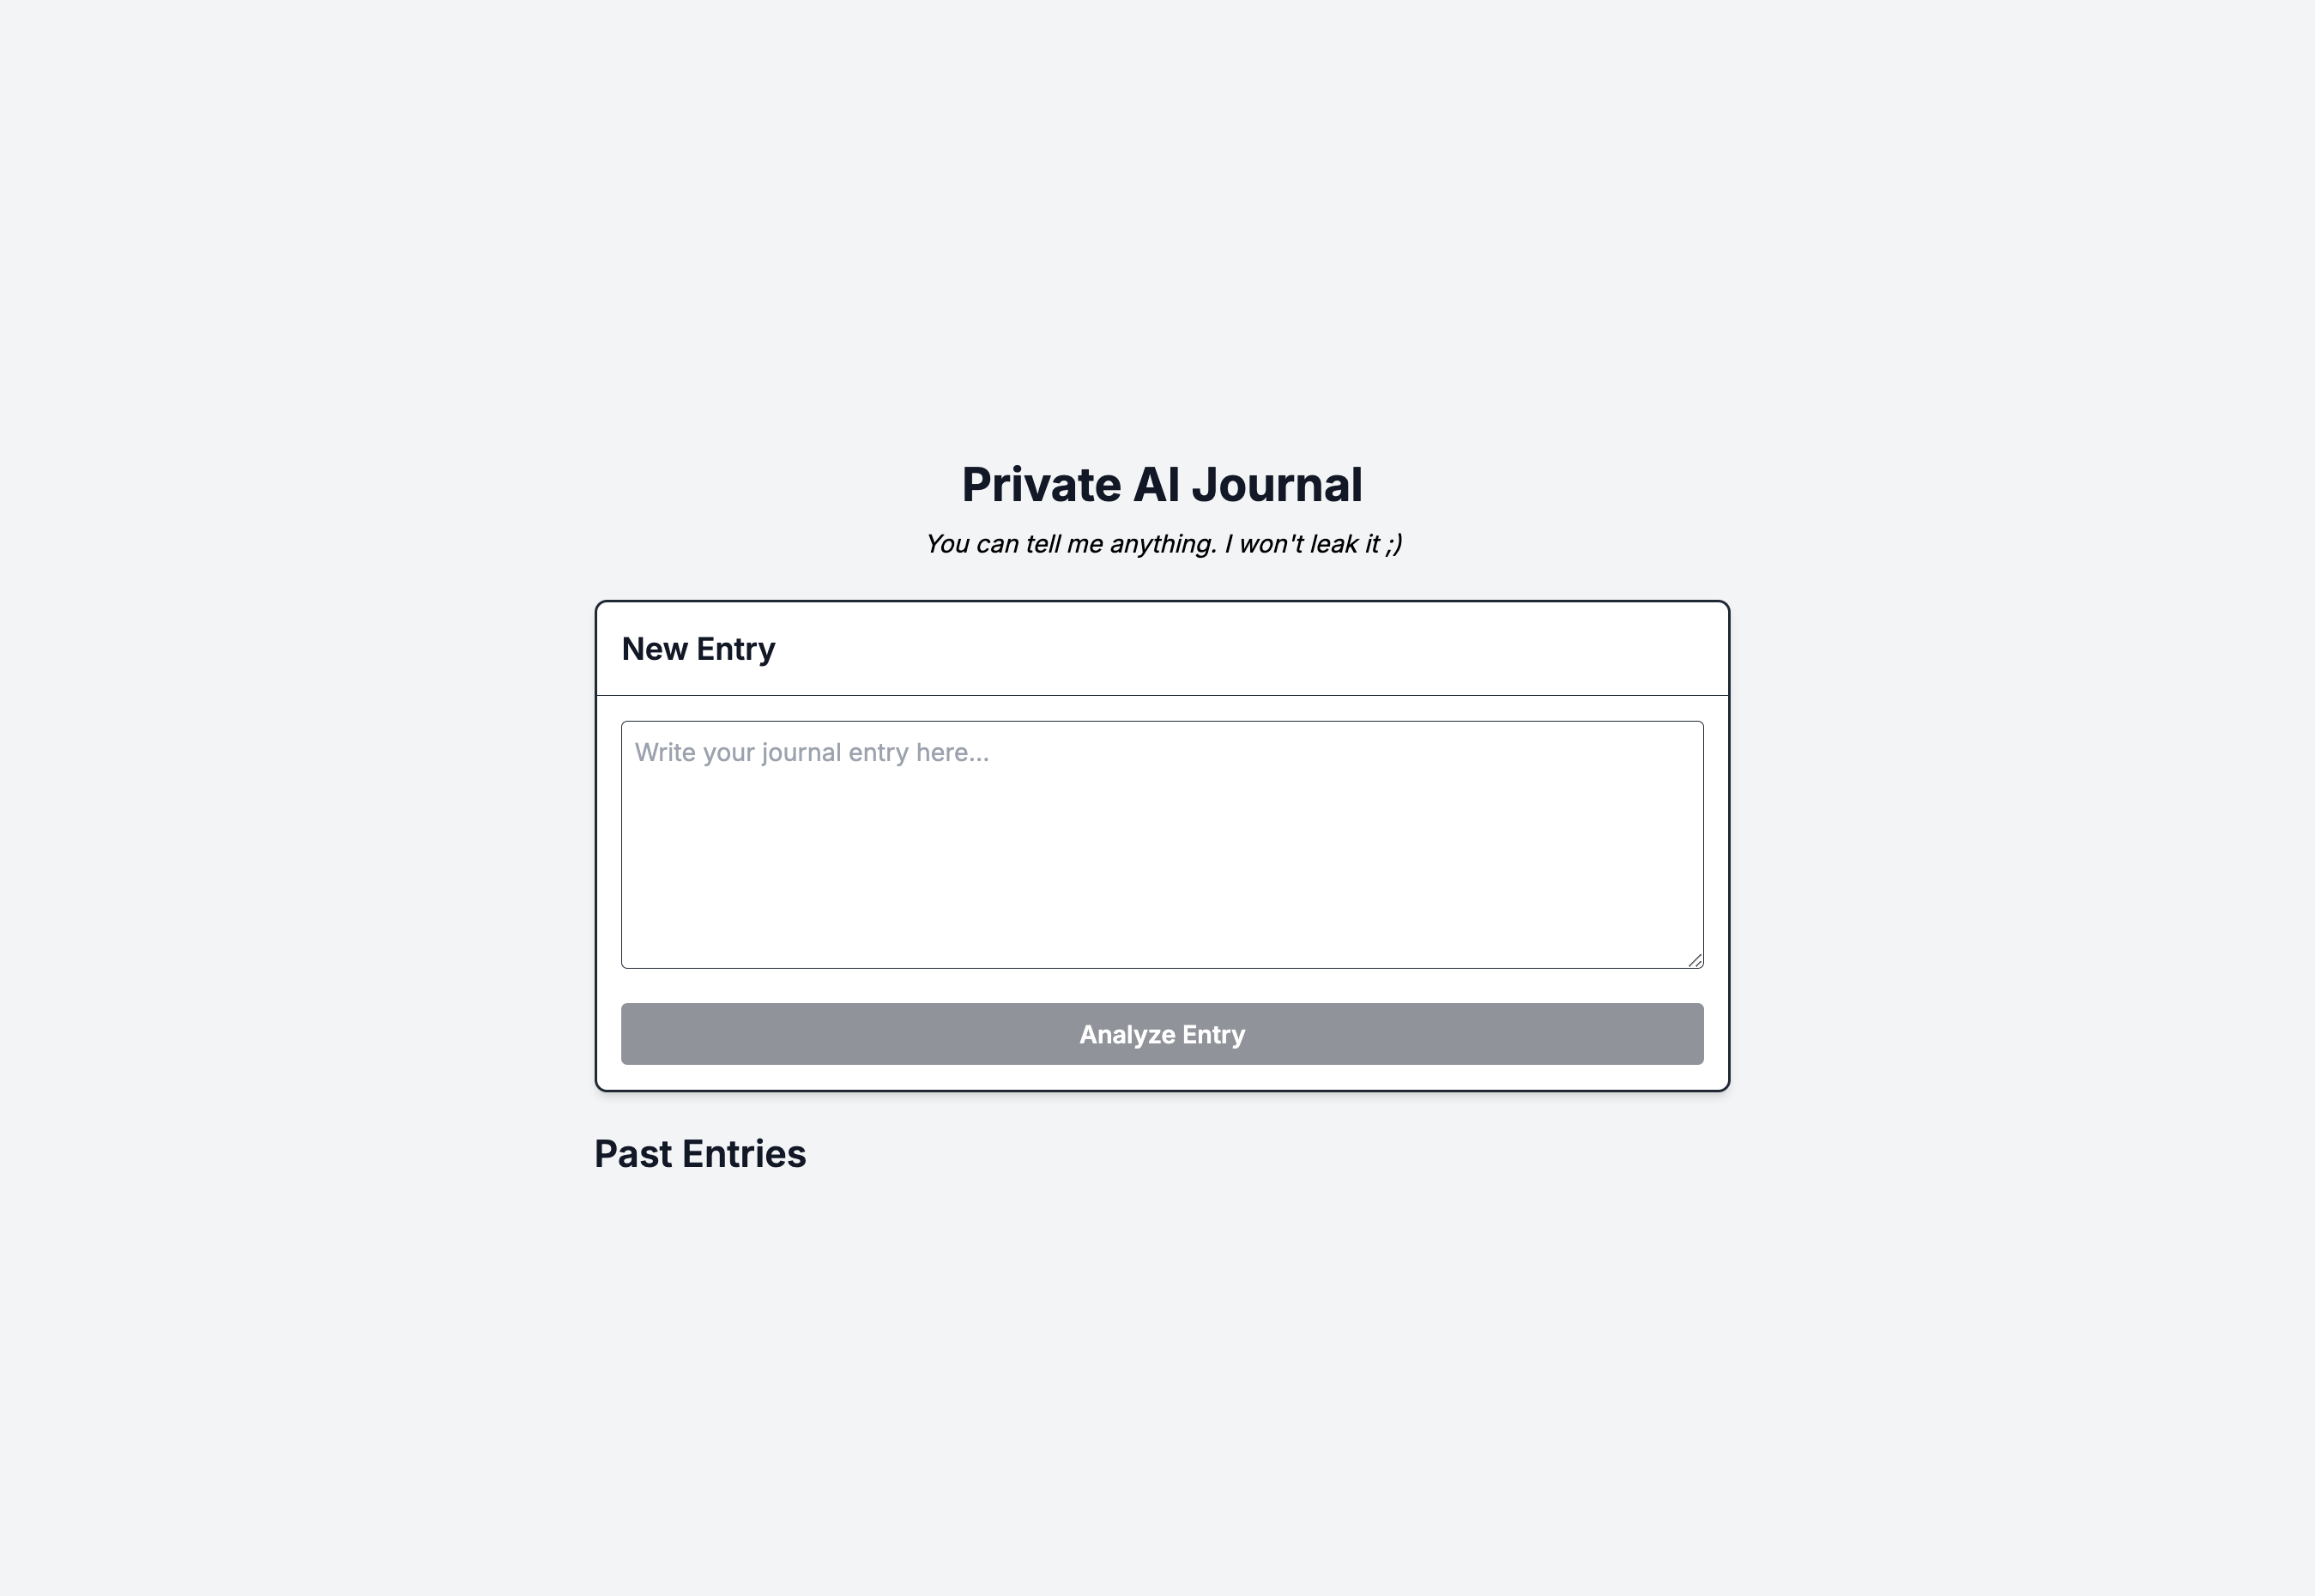 Private AI Journal
You can tell me anything. I won't leak it ;)
New Entry
Write your journal entry here...
Analyze Entry
Past Entries